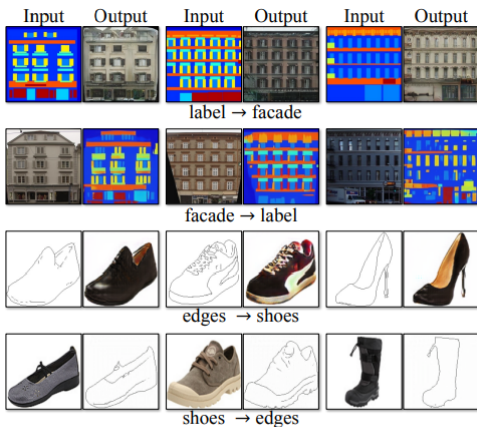 Input Output Input Output Input Output
label → facade
facade → label
edges → shoes
shoes → edges